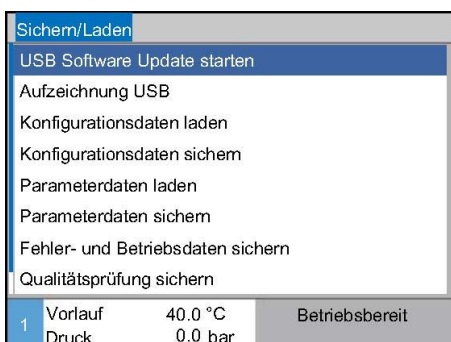 Sichern/Laden
USB Software Update starten
Aufzeichnung USB
Konfigurationsdaten laden
Konfigurationsdaten sichern
Parameterdaten laden
Parameterdaten sichern
Fehler- und Betriebsdaten sichern
Qualitätsprüfung sichern
1 Vorlauf 40.0 °C Betriebsbereit
Druck 0.0 bar